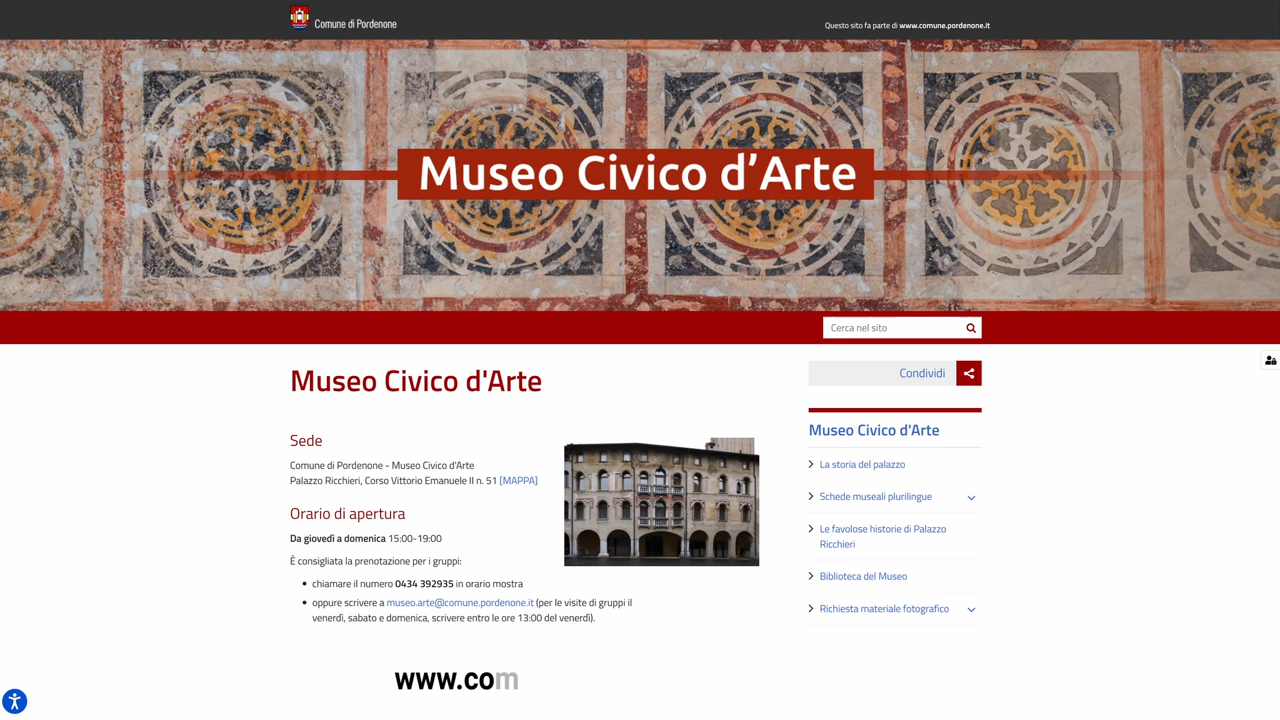 Comune di Pordenone
Questo sito fa parte di www.comune.pordenone.it
Museo Civico d'Arte
Cerca nel sito
Condividi
Museo Civico d'Arte
Sede
Comune di Pordenone - Museo Civico d'Arte
Palazzo Ricchieri, Corso Vittorio Emanuele II n. 51 [MAPPA]
Orario di apertura
Da giovedì a domenica 15:00-19:00
È consigliata la prenotazione per i gruppi:
chiamare il numero 0434 392935 in orario mostra
oppure scrivere a museo.arte@comune.pordenone.it (per le visite di gruppi il
venerdì, sabato e domenica, scrivere entro le ore 13:00 del venerdì).
Museo Civico d'Arte
La storia del palazzo
Schede museali plurilingue
Le favolose historie di Palazzo
Ricchieri
Biblioteca del Museo
Richiesta materiale fotografico
www.com